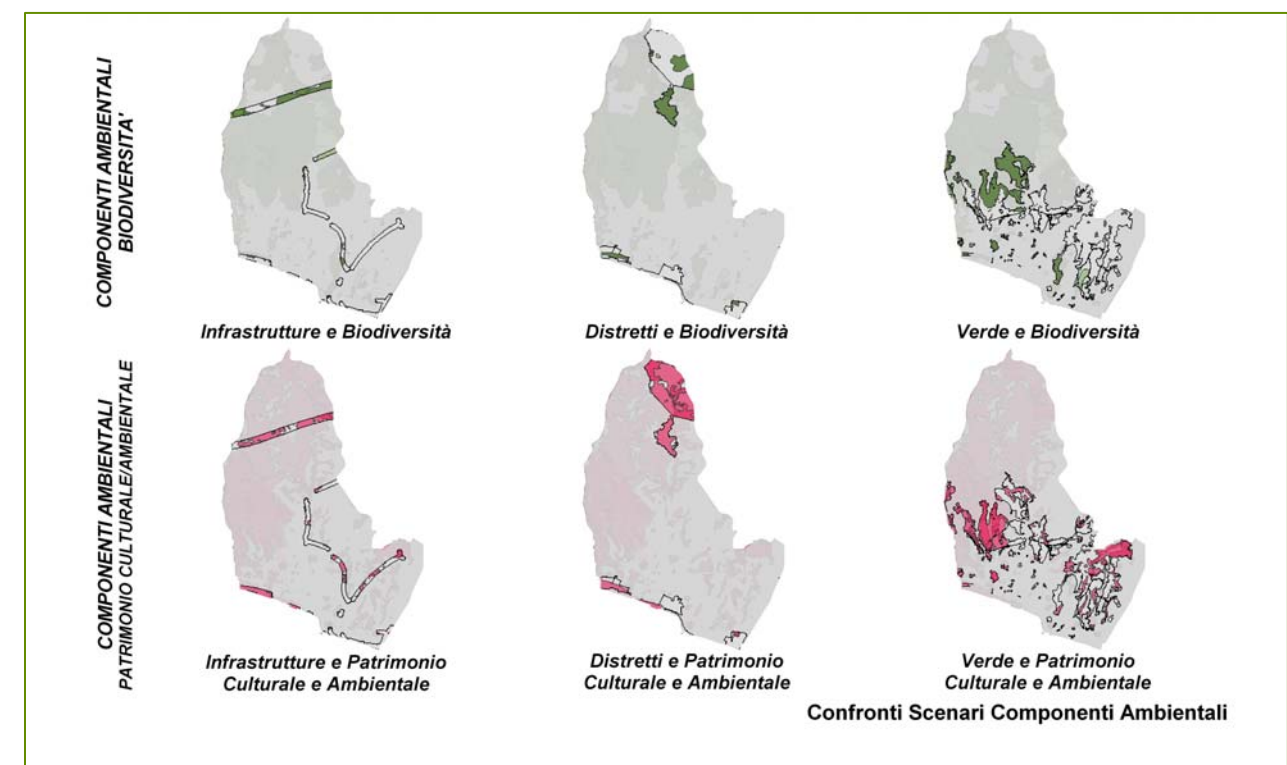 COMPONENTI AMBIENTALI
BIODIVERSITA'
Infrastrutture e Biodiversità
Distretti e Biodiversità
Verde e Biodiversità
COMPONENTI AMBIENTALI
PATRIMONIO CULTURALE/AMBIENTALE
Infrastrutture e Patrimonio
Culturale e Ambientale
Distretti e Patrimonio
Culturale e Ambientale
Verde e Patrimonio
Culturale e Ambientale
Confronti Scenari Componenti Ambientali